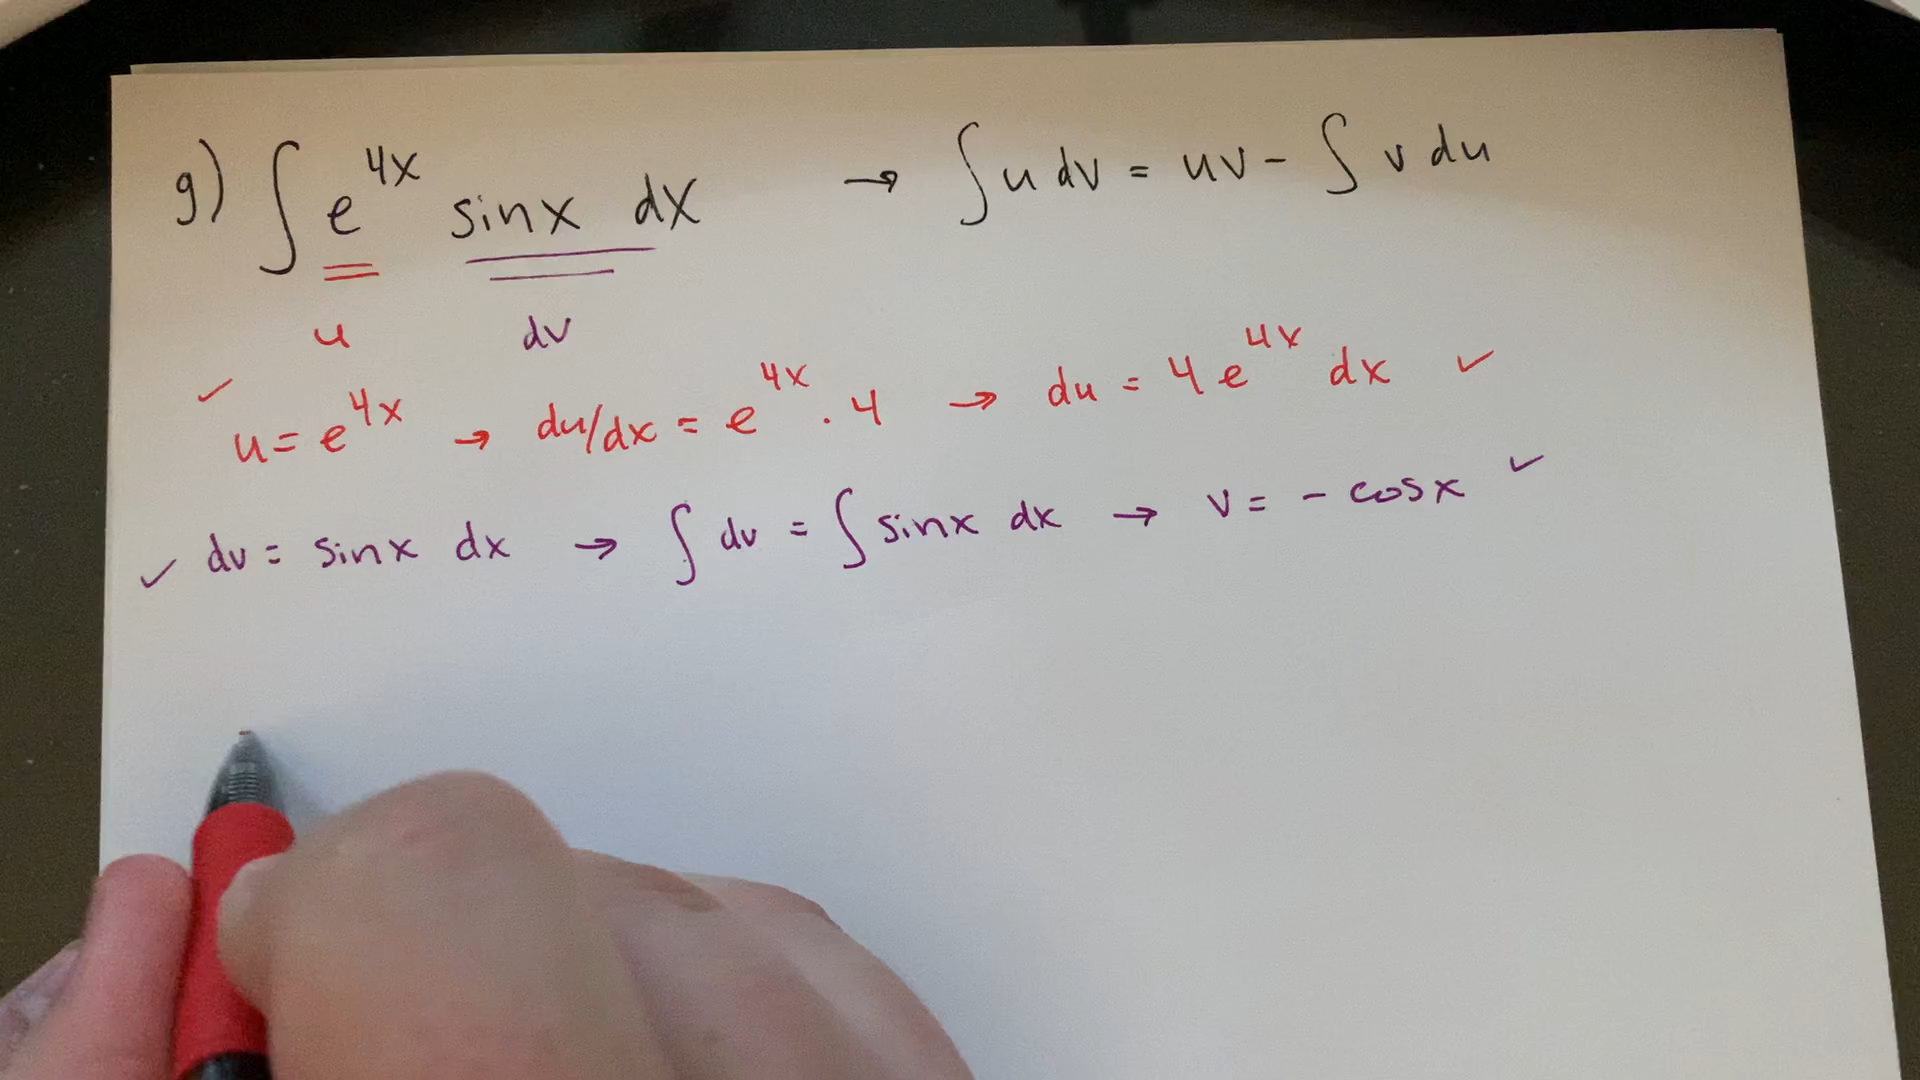 g) ∫ e^{4x} sinx dx → ∫ u dv = uv - ∫ v du
u dv
✓ u = e^{4x} → du/dx = e^{4x} · 4 → du = 4e^{4x} dx ✓
✓ dv = sinx dx → ∫ dv = ∫ sinx dx → v = - cosx ✓